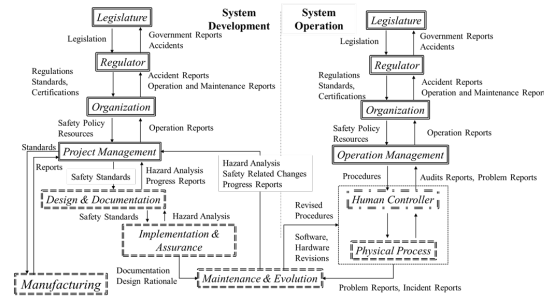 System Development
System Operation
Legislature
Legislation
Government Reports
Accidents
Regulator
Regulations
Standards,
Certifications
Accident Reports
Operation and Maintenance Reports
Organization
Safety Policy
Resources
Operation Reports
Project Management
Standards
Reports
Safety Standards
Hazard Analysis
Progress Reports
Design & Documentation
Safety Standards
Hazard Analysis
Implementation &
Assurance
Manufacturing
Documentation
Design Rationale
Maintenance & Evolution
Hazard Analysis
Safety Related Changes
Progress Reports
Legislature
Legislation
Government Reports
Accidents
Regulator
Regulations
Standards,
Certifications
Accident Reports
Operation and Maintenance Report
Organization
Safety Policy
Resources
Operation Reports
Operation Management
Procedures
Audits Reports, Problem Reports
Human Controller
Physical Process
Revised
Procedures
Software,
Hardware
Revisions
Problem Reports, Incident Reports